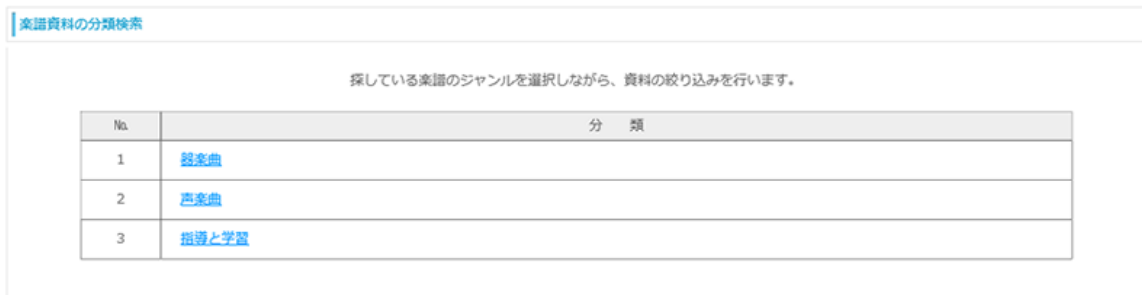 楽譜資料の分類検索
探している楽譜のジャンルを選択しながら、資料の絞り込みを行います。
No. 分　類
1 器楽曲
2 声楽曲
3 指導と学習